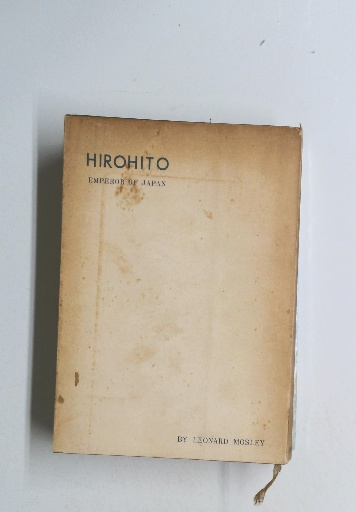 HIROHITO
EMPEROR OF JAPAN
BY LEONARD MOSLEY